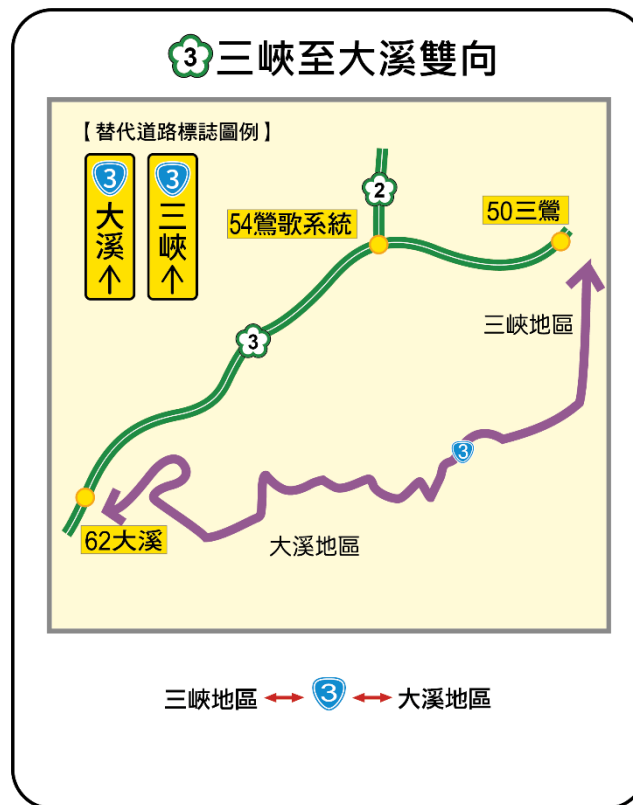 3三峽至大溪雙向
【替代道路標誌圖例】
3
大溪
↑
3
三峽
↑
2
54鶯歌系統
50三鶯
三峽地區
3
3
62大溪
大溪地區
三峽地區 ↔ 3 ↔ 大溪地區